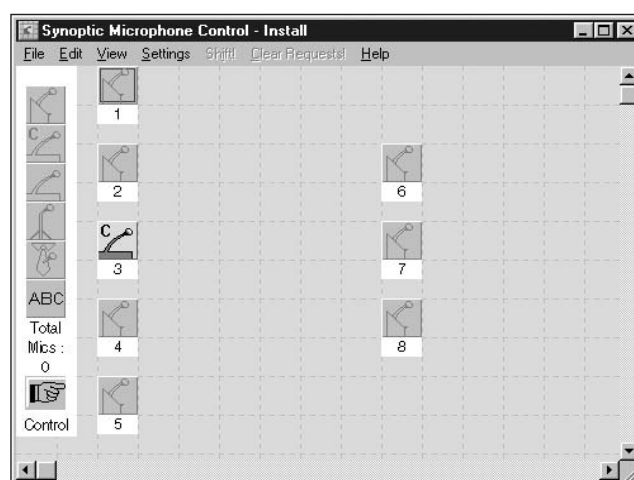 Synoptic Microphone Control - Install
File Edit View Settings Shift! Clear Requests! Help
1
2
6
C
C
3
7
ABC
Total
Mics :
0
4
8
Control
5